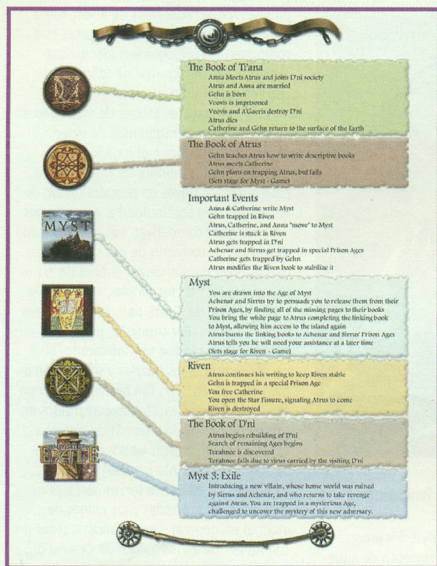 The Book of Ti'ana
Anna Meets Atrus and joins D'ni society
Atrus and Anna are married
Gehn is born
Veovis is imprisoned
Veovis and A'Gaeris destroy D'ni
Atrus dies
Catherine and Gehn return to the surface of the Earth
The Book of Atrus
Gehn teaches Atrus how to write descriptive books
Atrus meets Catherine
Gehn plans on trapping Atrus, but fails
(Sets stage for Myst - Game)
Important Events
Anna & Catherine write Myst
Gehn trapped in Riven
Atrus, Catherine, and Anna "move" to Myst
Catherine is stuck in Riven
Atrus gets trapped in D'ni
Achenar and Sirrus get trapped in special Prison Ages
Catherine gets trapped by Gehn
Atrus modifies the Riven book to stabilize it
MYST
Myst
You are drawn into the Age of Myst
Achenar and Sirrus try to persuade you to release them from their
Prison Ages, by finding all of the missing pages to their books
You bring the white page to Atrus completing the linking book
to Myst, allowing him access to the island again
Atrus burns the linking books to Achenar and Sirrus' Prison Ages
Atrus tells you he will need your assistance at a later time
(Sets stage for Riven - Game)
Riven
Atrus continues his writing to keep Riven stable
Gehn is trapped in a special Prison Age
You free Catherine
You open the Star Fissure, signaling Atrus to come
Riven is destroyed
The Book of D'ni
Atrus begins rebuilding of D'ni
Search of remaining Ages begins
Terahnee is discovered
Terahnee falls due to virus carried by the visiting D'ni
EXILE
Myst 3: Exile
Introducing a new villain, whose home world was ruined
by Sirrus and Achenar, and who returns to take revenge
against Atrus. You are trapped in a mysterious Age,
challenged to uncover the mystery of this new adversary.